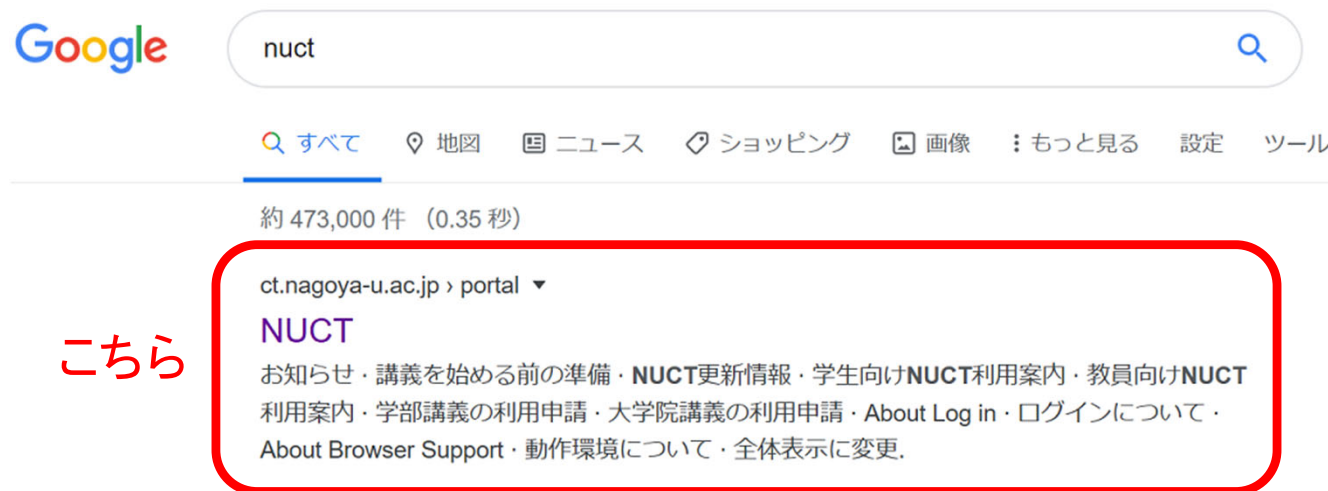 Google
nuct
すべて 地図 ニュース ショッピング 画像 もっと見る 設定 ツール
約 473,000 件 （0.35 秒）
ct.nagoya-u.ac.jp › portal
NUCT
こちら
お知らせ · 講義を始める前の準備 · NUCT更新情報 · 学生向けNUCT利用案内 · 教員向けNUCT
利用案内 · 学部講義の利用申請 · 大学院講義の利用申請 · About Log in · ログインについて ·
About Browser Support · 動作環境について · 全体表示に変更.